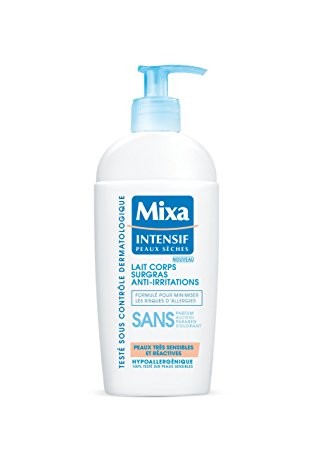 Mixa
INTENSIF
PEAUX SÈCHES
NOUVEAU
LAIT CORPS
SURGRAS
ANTI-IRRITATIONS
FORMULÉ POUR MINIMISER
LES RISQUES D'ALLERGIES
SANS
PARFUM
ALCOOL
PARABEN
COLORANT
PEAUX TRÈS SENSIBLES
ET RÉACTIVES
HYPOALLERGÉNIQUE
100% TESTÉ SUR PEAUX SENSIBLES
TESTÉ SOUS CONTRÔLE DERMATOLOGIQUE